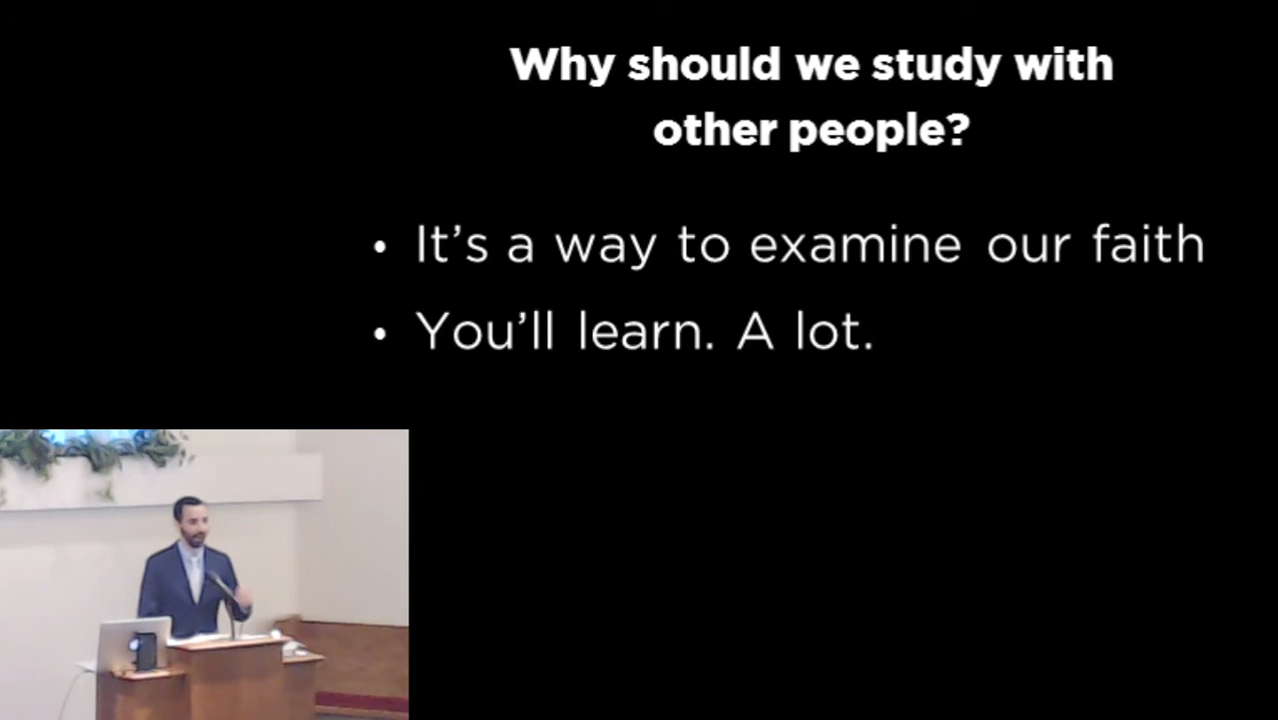 Why should we study with
other people?
• It’s a way to examine our faith
• You’ll learn. A lot.